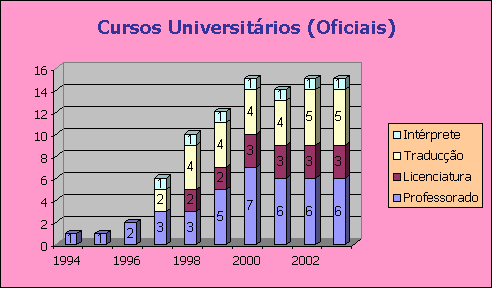 Cursos Universitários (Oficiais)
16
14
12
10
8
6
4
2
0
1 1 2 3 2 1 3 2 4 1 5 2 4 1 7 3 4 1 6 3 4 1 6 3 5 1 6 3 5 1
1994 1996 1998 2000 2002
Intérprete
Traducção
Licenciatura
Professorado